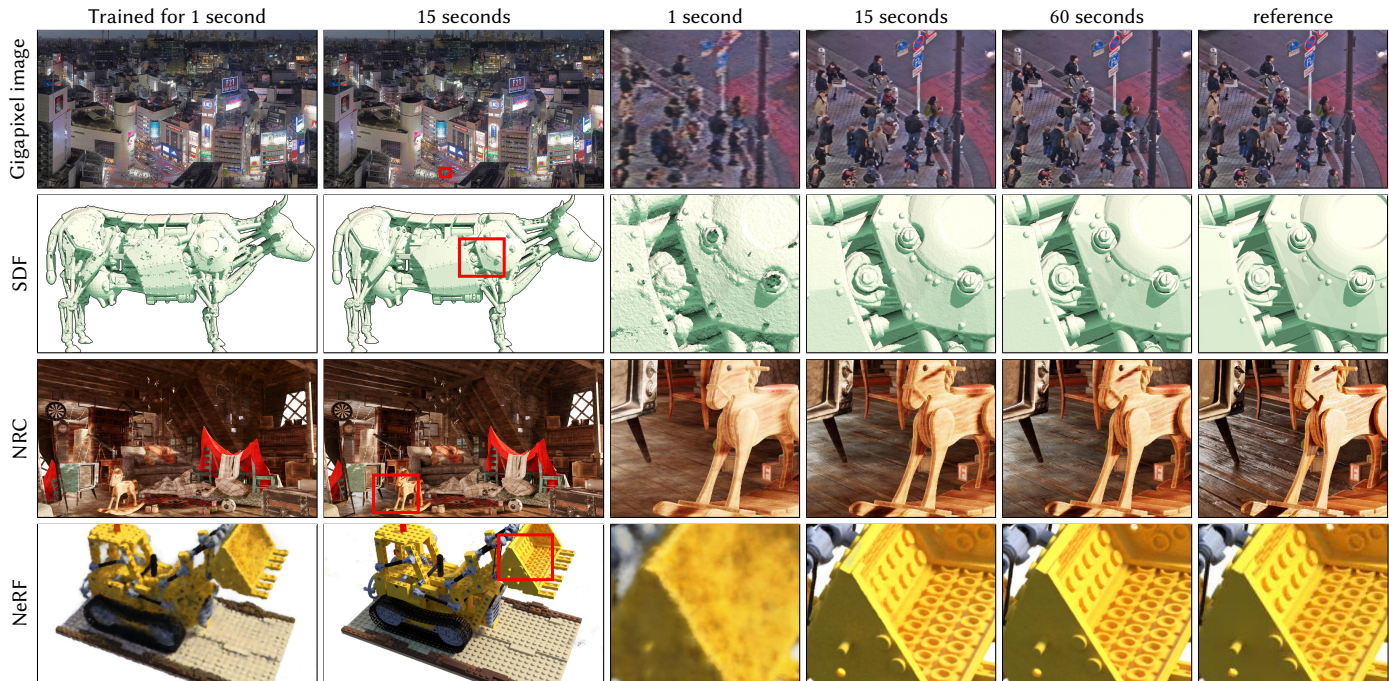 Trained for 1 second
15 seconds
1 second
15 seconds
60 seconds
reference
Gigapixel image
SDF
NRC
NeRF